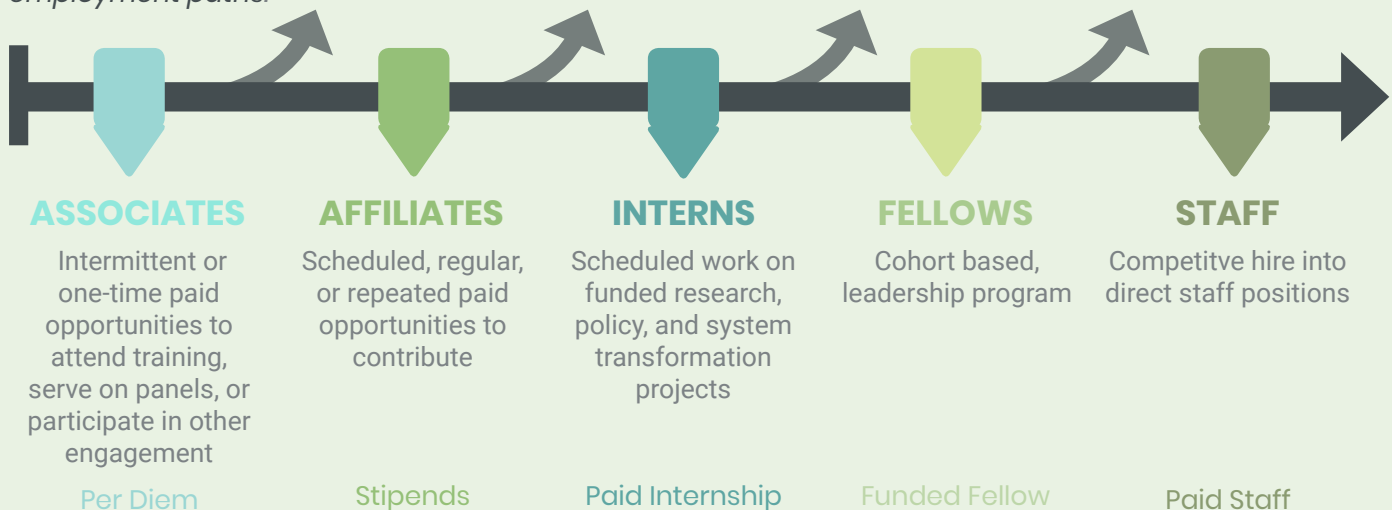 employment paths.
ASSOCIATES
Intermittent or
one-time paid
opportunities to
attend training,
serve on panels, or
participate in other
engagement
Per Diem
AFFILIATES
Scheduled, regular,
or repeated paid
opportunities to
contribute
Stipends
INTERNS
Scheduled work on
funded research,
policy, and system
transformation
projects
Paid Internship
FELLOWS
Cohort based,
leadership program
Funded Fellow
STAFF
Competitve hire into
direct staff positions
Paid Staff